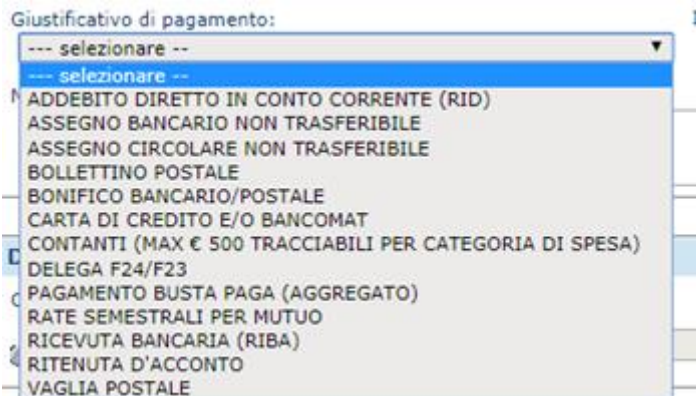 Giustificativo di pagamento:
--- selezionare --
--- selezionare --
ADDEBITO DIRETTO IN CONTO CORRENTE (RID)
ASSEGNO BANCARIO NON TRASFERIBILE
ASSEGNO CIRCOLARE NON TRASFERIBILE
BOLLETTINO POSTALE
BONIFICO BANCARIO/POSTALE
CARTA DI CREDITO E/O BANCOMAT
CONTANTI (MAX € 500 TRACCIABILI PER CATEGORIA DI SPESA)
DELEGA F24/F23
PAGAMENTO BUSTA PAGA (AGGREGATO)
RATE SEMESTRALI PER MUTUO
RICEVUTA BANCARIA (RIBA)
RITENUTA D'ACCONTO
VAGLIA POSTALE